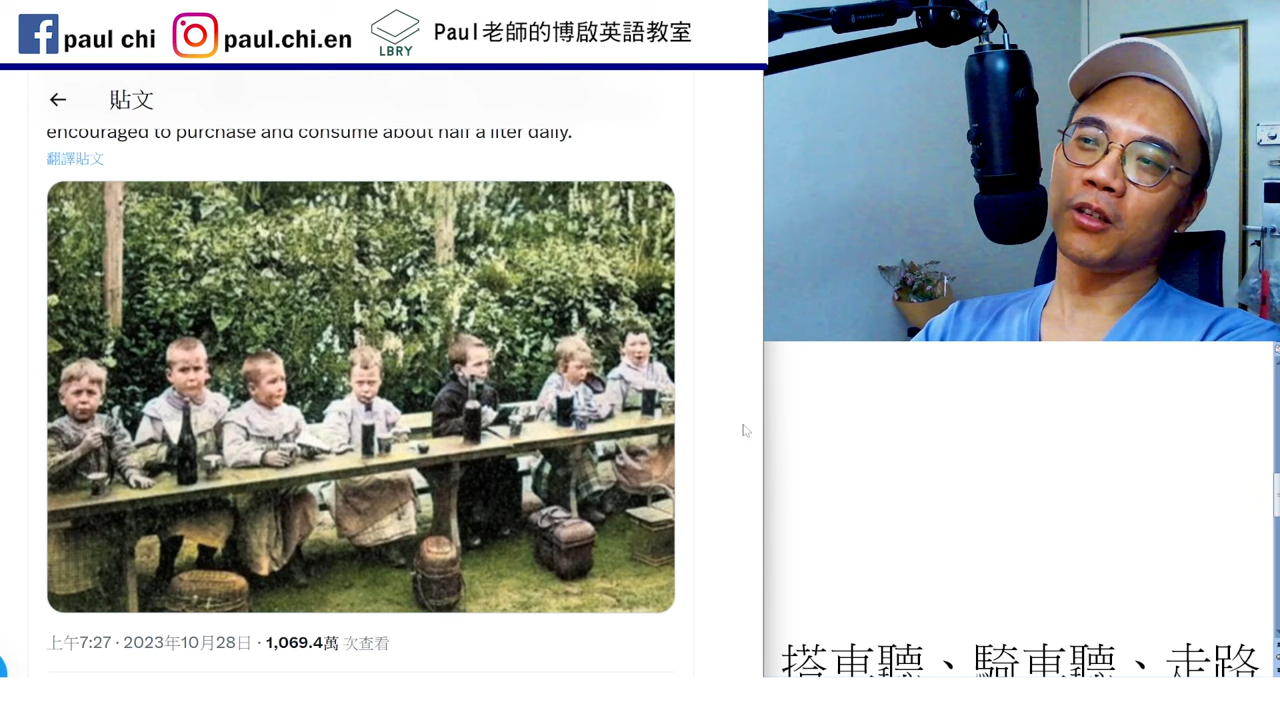 paul chi
paul.chi.en
LBRY
Paul老師的博啟英語教室
貼文
encouraged to purchase and consume about half a liter daily.
翻譯貼文
上午7:27 · 2023年10月28日 · 1,069.4萬 次查看
搭車聽、騎車聽、走路